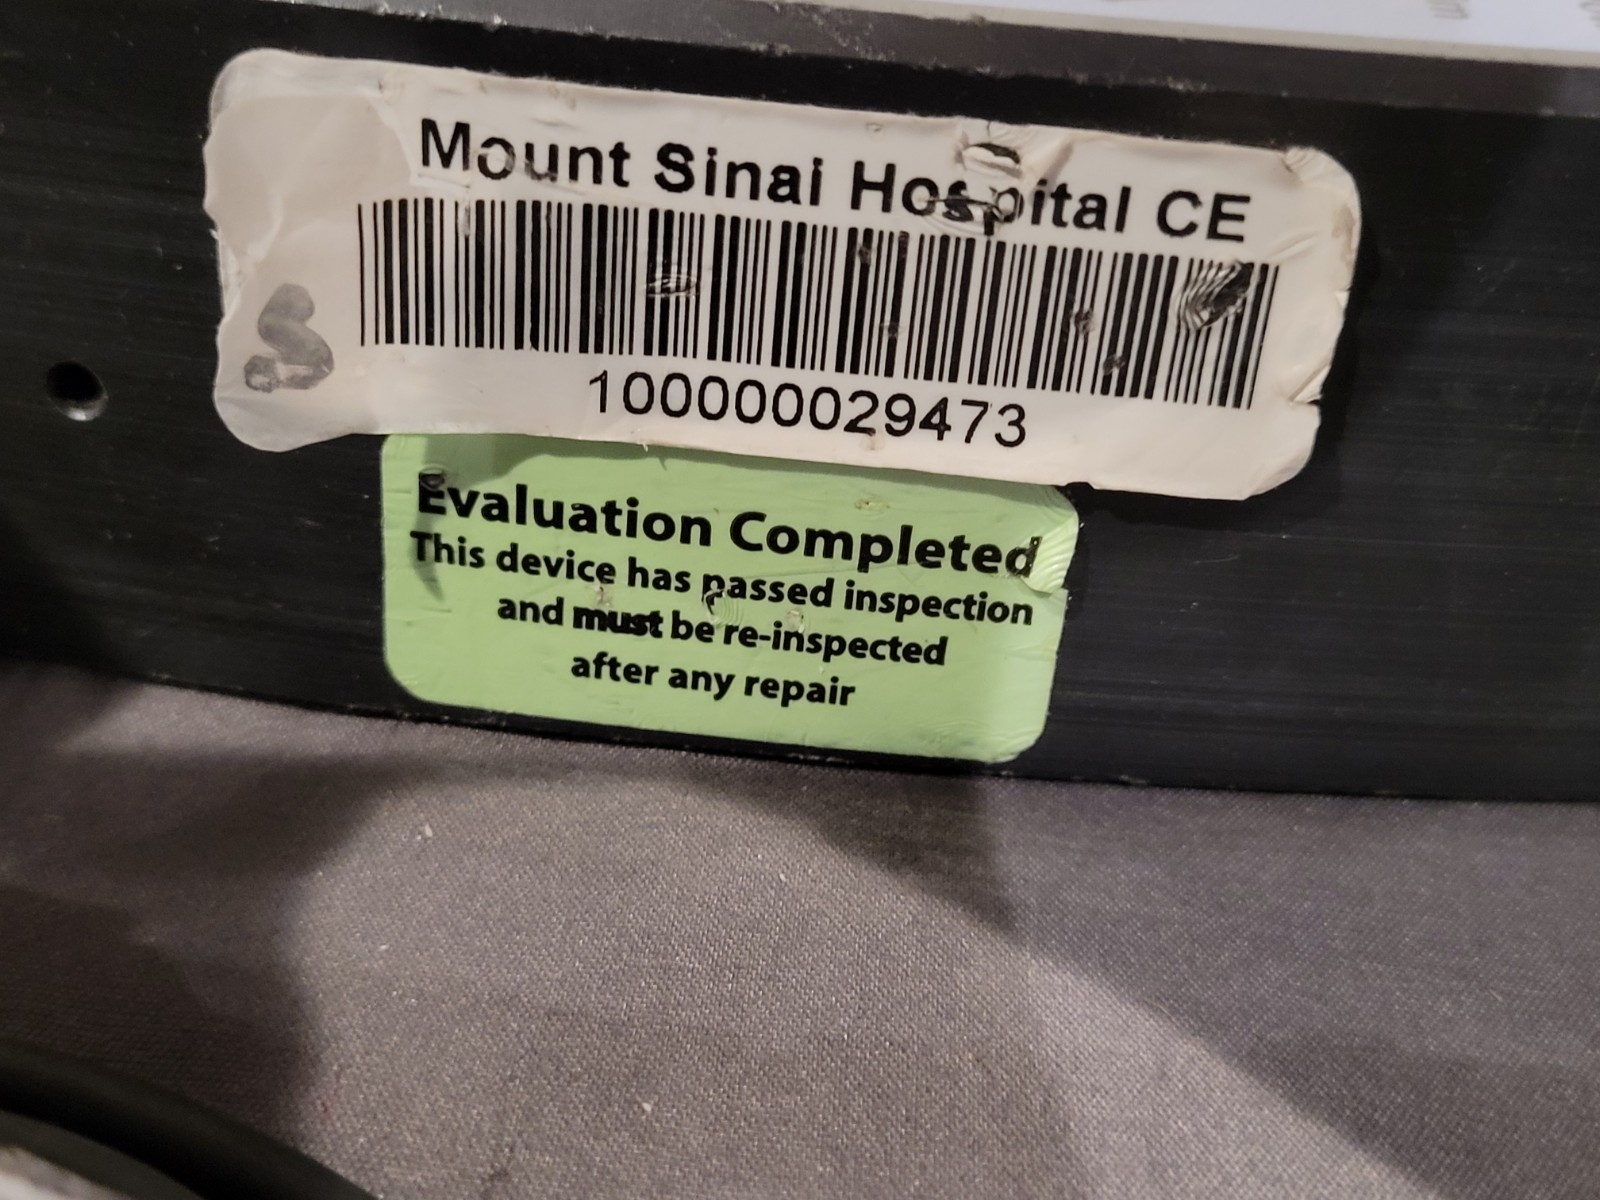 Mount Sinai Hospital CE
S
100000029473
Evaluation Completed
This device has passed inspection
and must be re-inspected
after any repair